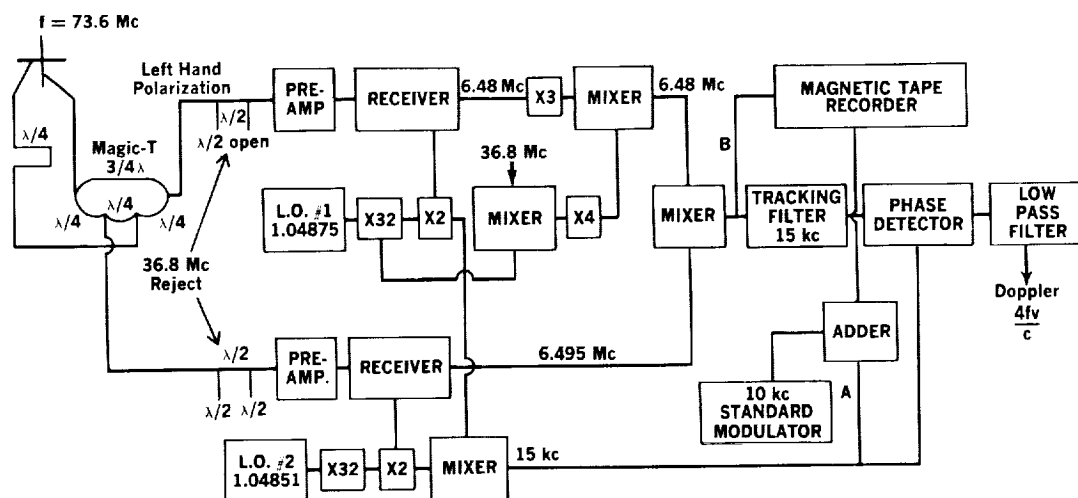 f = 73.6 Mc
Left Hand
Polarization
λ/2
λ/2 open
λ/4
Magic-T
3/4λ
λ/4
λ/4
λ/4
36.8 Mc
Reject
PRE-
AMP
RECEIVER
6.48 Mc
X3
MIXER
6.48 Mc
MAGNETIC TAPE
RECORDER
B
36.8 Mc
L.O. #1
1.04875
X32
X2
MIXER
X4
MIXER
TRACKING
FILTER
15 kc
PHASE
DETECTOR
LOW
PASS
FILTER
Doppler
4fv
c
ADDER
A
10 kc
STANDARD
MODULATOR
λ/2
λ/2
λ/2
PRE-
AMP.
RECEIVER
6.495 Mc
L.O. #2
1.04851
X32
X2
MIXER
15 kc